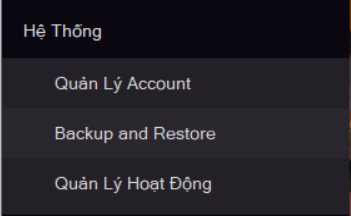 Hệ Thống
Quản Lý Account
Backup and Restore
Quản Lý Hoạt Động